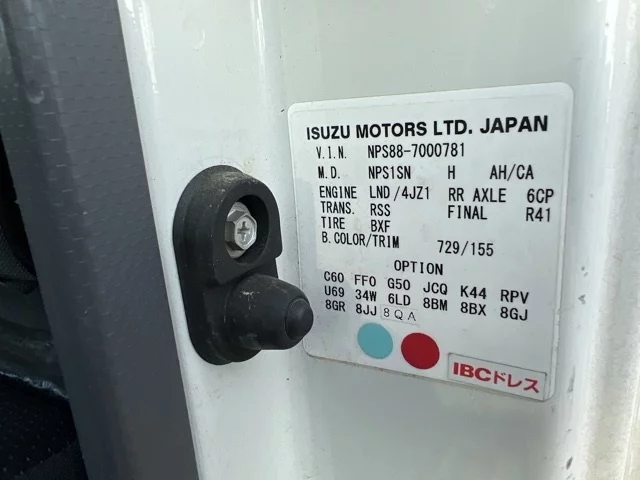 ISUZU MOTORS LTD. JAPAN
V.I.N. NPS88-7000781
M.D. NPS1SN H AH/CA
ENGINE LND/4JZ1 RR AXLE 6CP
TRANS. RSS FINAL R41
TIRE BXF
B.COLOR/TRIM 729/155
OPTION
C60 FFO G50 JCQ K44 RPV
U69 34W 6LD 8BM 8BX 8GJ
8GR 8JJ 8QA
IBCドレス